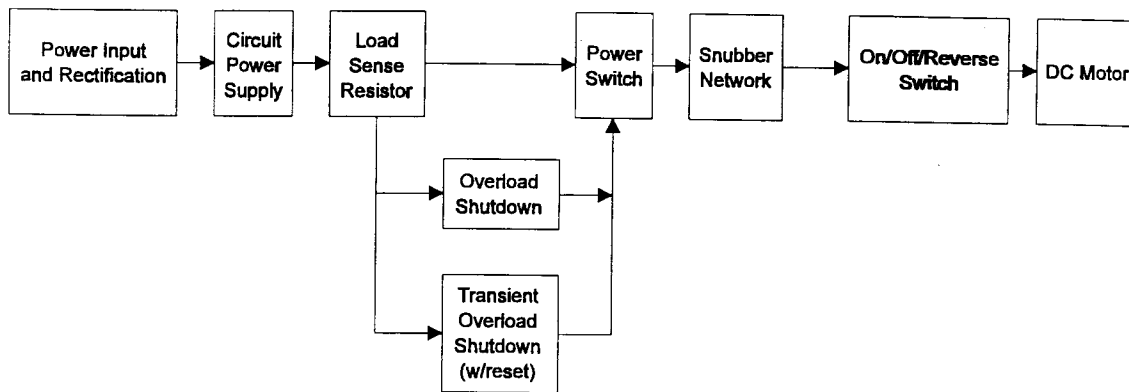 Power Input
and Rectification
Circuit
Power
Supply
Load
Sense
Resistor
Power
Switch
Snubber
Network
On/Off/Reverse
Switch
DC Motor
Overload
Shutdown
Transient
Overload
Shutdown
(w/reset)